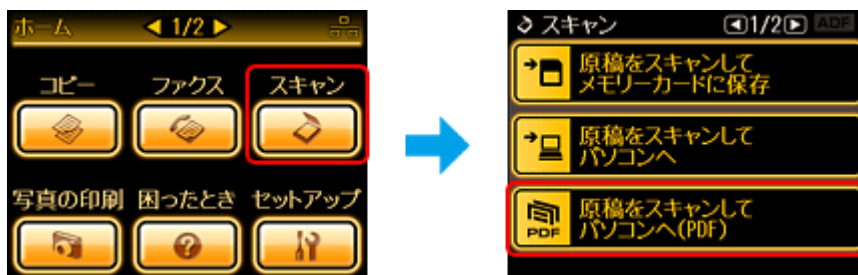 ホーム ◀ 1/2 ▶
コピー ファクス スキャン
写真の印刷 困ったとき セットアップ
スキャン ◀1/2▶ ADF
原稿をスキャンして
メモリーカードに保存
原稿をスキャンして
パソコンへ
原稿をスキャンして
パソコンへ(PDF)
PDF